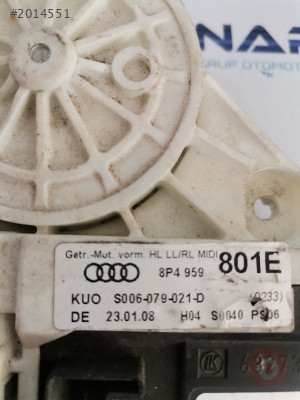 #2014551
NAR
GRUP OTOMOT
Getr.-Mot. vorm. HL LL/RL MIDI
8P4 959 801E
KUO S006-079-021-D (0233)
DE 23.01.08 H04 S0040 PS06